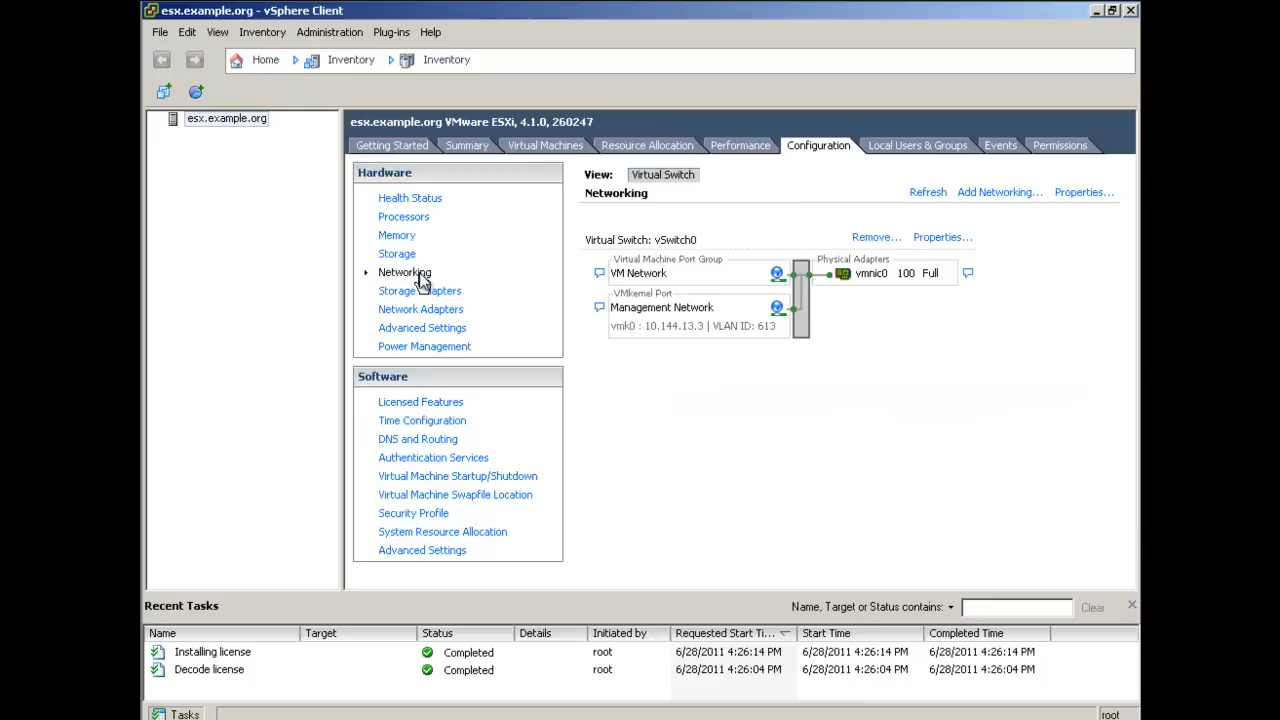 esx.example.org - vSphere Client
File Edit View Inventory Administration Plug-ins Help
Home Inventory Inventory
esx.example.org
esx.example.org VMware ESXi, 4.1.0, 260247
Getting Started Summary Virtual Machines Resource Allocation Performance Configuration Local Users & Groups Events Permissions
Hardware
Health Status
Processors
Memory
Storage
Networking
Storage Adapters
Network Adapters
Advanced Settings
Power Management
Software
Licensed Features
Time Configuration
DNS and Routing
Authentication Services
Virtual Machine Startup/Shutdown
Virtual Machine Swapfile Location
Security Profile
System Resource Allocation
Advanced Settings
View: Virtual Switch
Networking Refresh Add Networking... Properties...
Virtual Switch: vSwitch0 Remove... Properties...
Virtual Machine Port Group Physical Adapters
VM Network vmnic0 100 Full
VMkernel Port
Management Network
vmk0 : 10.144.13.3 | VLAN ID: 613
Recent Tasks Name, Target or Status contains: Clear
Name Target Status Details Initiated by Requested Start Ti... Start Time Completed Time
Installing license Completed root 6/28/2011 4:26:14 PM 6/28/2011 4:26:14 PM 6/28/2011 4:26:14 PM
Decode license Completed root 6/28/2011 4:26:04 PM 6/28/2011 4:26:04 PM 6/28/2011 4:26:04 PM
Tasks root